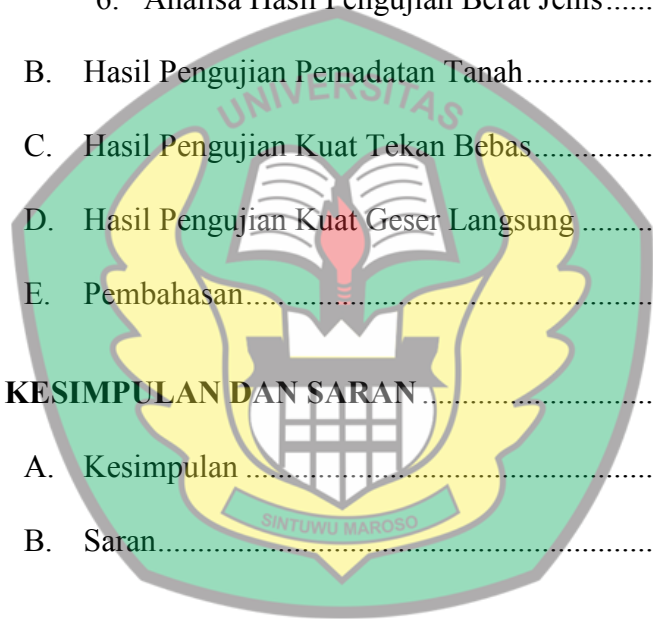 6. Analisa Hasil Pengujian Berat Jenis......
B. Hasil Pengujian Pemadatan Tanah................
UNIVERSITAS
C. Hasil Pengujian Kuat Tekan Bebas...............
D. Hasil Pengujian Kuat Geser Langsung .........
E. Pembahasan....................................................
KESIMPULAN DAN SARAN .............................
A. Kesimpulan ...................................................
SINTUWU MAROSO
B. Saran...............................................................